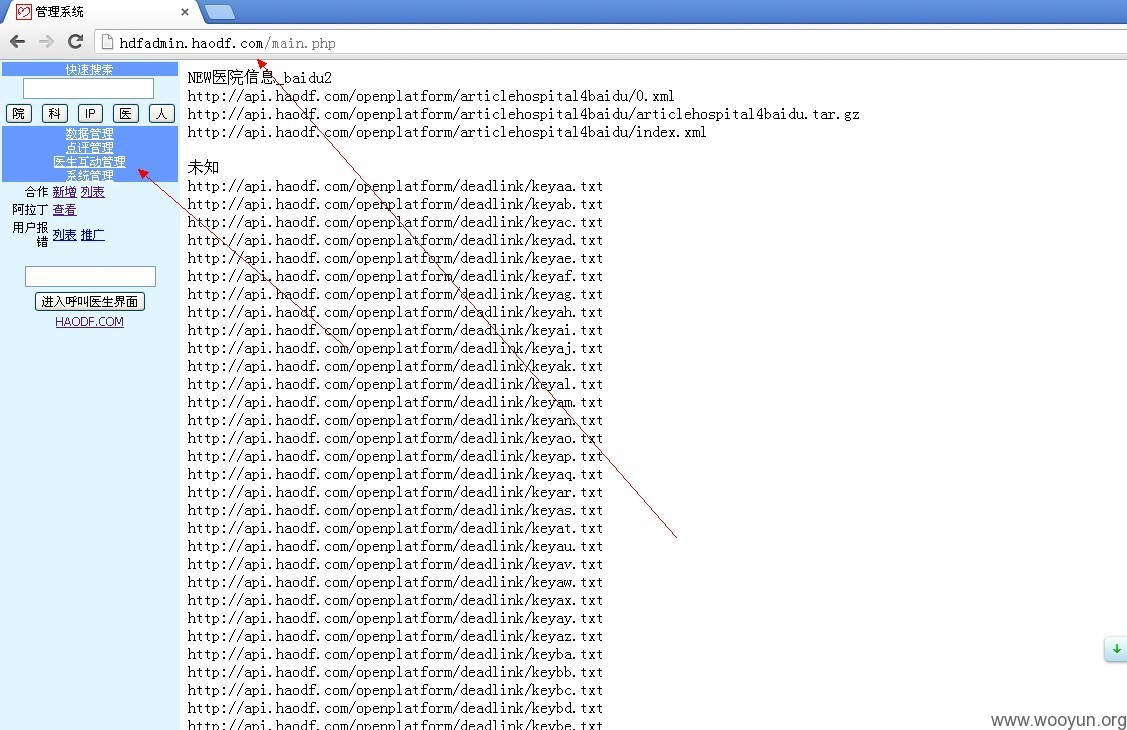 管理系统
hdfadmin.haodf.com/main.php
快速搜索
院 科 IP 医 人
数据管理
点评管理
医生互动管理
系统管理
合作 新增 列表
阿拉丁 查看
用户报错 列表 推广
进入呼叫医生界面
HAODF.COM
NEW医院信息_baidu2
http://api.haodf.com/openplatform/articlehospital4baidu/0.xml
http://api.haodf.com/openplatform/articlehospital4baidu/articlehospital4baidu.tar.gz
http://api.haodf.com/openplatform/articlehospital4baidu/index.xml
未知
http://api.haodf.com/openplatform/deadlink/keyaa.txt
http://api.haodf.com/openplatform/deadlink/keyab.txt
http://api.haodf.com/openplatform/deadlink/keyac.txt
http://api.haodf.com/openplatform/deadlink/keyad.txt
http://api.haodf.com/openplatform/deadlink/keyae.txt
http://api.haodf.com/openplatform/deadlink/keyaf.txt
http://api.haodf.com/openplatform/deadlink/keyag.txt
http://api.haodf.com/openplatform/deadlink/keyah.txt
http://api.haodf.com/openplatform/deadlink/keyai.txt
http://api.haodf.com/openplatform/deadlink/keyaj.txt
http://api.haodf.com/openplatform/deadlink/keyak.txt
http://api.haodf.com/openplatform/deadlink/keyal.txt
http://api.haodf.com/openplatform/deadlink/keyam.txt
http://api.haodf.com/openplatform/deadlink/keyan.txt
http://api.haodf.com/openplatform/deadlink/keyao.txt
http://api.haodf.com/openplatform/deadlink/keyap.txt
http://api.haodf.com/openplatform/deadlink/keyaq.txt
http://api.haodf.com/openplatform/deadlink/keyar.txt
http://api.haodf.com/openplatform/deadlink/keyas.txt
http://api.haodf.com/openplatform/deadlink/keyat.txt
http://api.haodf.com/openplatform/deadlink/keyau.txt
http://api.haodf.com/openplatform/deadlink/keyav.txt
http://api.haodf.com/openplatform/deadlink/keyaw.txt
http://api.haodf.com/openplatform/deadlink/keyax.txt
http://api.haodf.com/openplatform/deadlink/keyay.txt
http://api.haodf.com/openplatform/deadlink/keyaz.txt
http://api.haodf.com/openplatform/deadlink/keyba.txt
http://api.haodf.com/openplatform/deadlink/keybb.txt
http://api.haodf.com/openplatform/deadlink/keybc.txt
http://api.haodf.com/openplatform/deadlink/keybd.txt
http://api.haodf.com/openplatform/deadlink/keybe.txt
www.wooyun.org